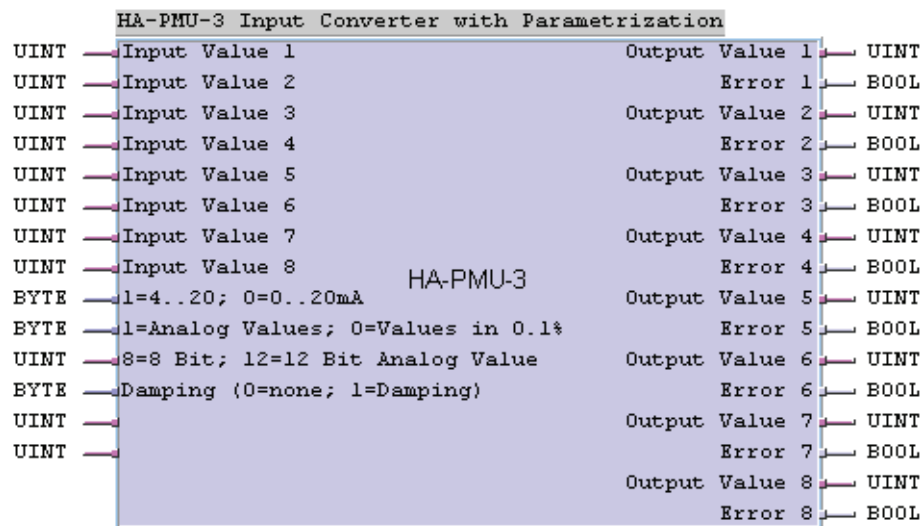 HA-PMU-3 Input Converter with Parametrization
UINT Input Value 1 Output Value 1 UINT
UINT Input Value 2 Error 1 BOOL
UINT Input Value 3 Output Value 2 UINT
UINT Input Value 4 Error 2 BOOL
UINT Input Value 5 Output Value 3 UINT
UINT Input Value 6 Error 3 BOOL
UINT Input Value 7 Output Value 4 UINT
UINT Input Value 8 Error 4 BOOL
HA-PMU-3
BYTE 1=4..20; 0=0..20mA Output Value 5 UINT
BYTE 1=Analog Values; 0=Values in 0.1% Error 5 BOOL
UINT 8=8 Bit; 12=12 Bit Analog Value Output Value 6 UINT
BYTE Damping (0=none; 1=Damping) Error 6 BOOL
UINT Output Value 7 UINT
UINT Error 7 BOOL
Output Value 8 UINT
Error 8 BOOL